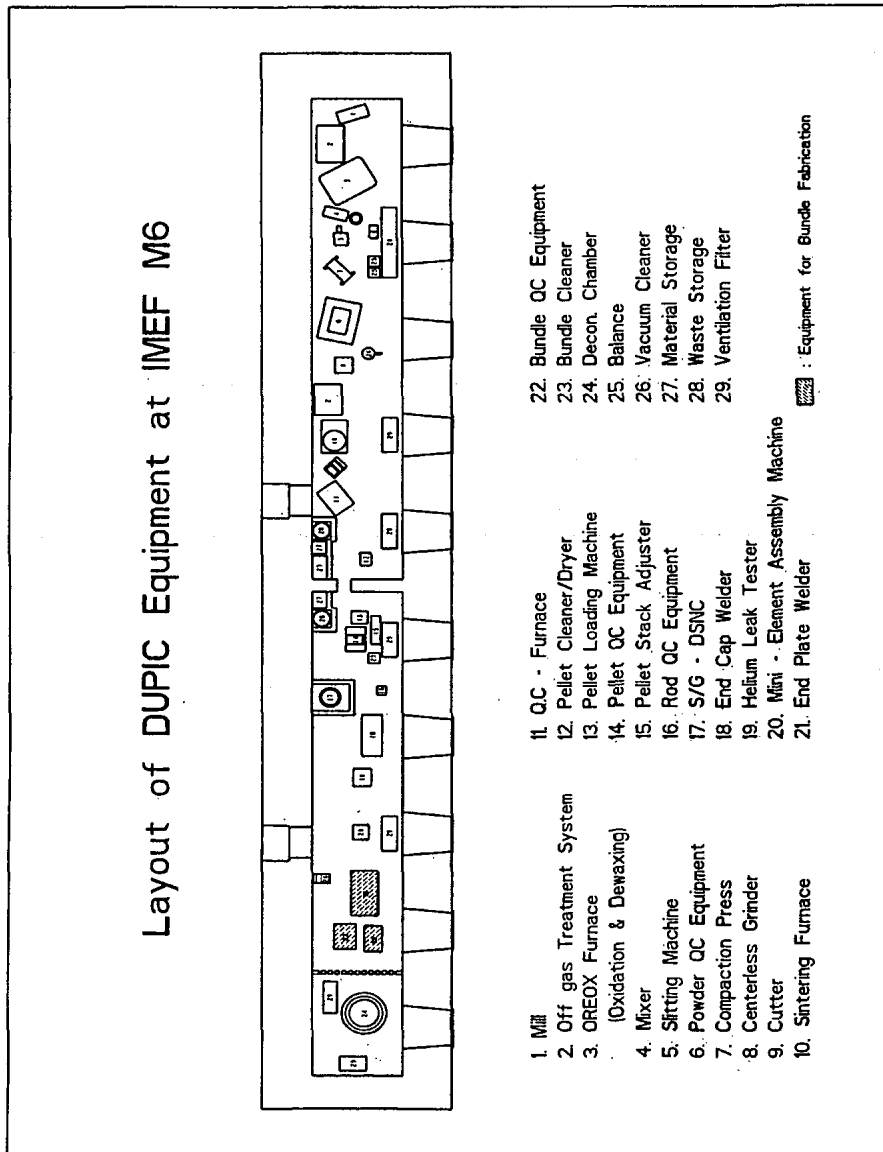 Layout of DUPIC Equipment at IMEF M6
1. Mill
2. Off gas Treatment System
3. OREOX Furnace
(Oxidation & Dewaxing)
4. Mixer
5. Slitting Machine
6. Powder QC Equipment
7. Compaction Press
8. Centerless Grinder
9. Cutter
10. Sintering Furnace
11. Q.C - Furnace
12. Pellet Cleaner/Dryer
13. Pellet Loading Machine
14. Pellet QC Equipment
15. Pellet Stack Adjuster
16. Rod QC Equipment
17. S/G - DSNC
18. End Cap Welder
19. Helium Leak Tester
20. Mini - Element Assembly Machine
21. End Plate Welder
22. Bundle QC Equipment
23. Bundle Cleaner
24. Decon. Chamber
25. Balance
26. Vacuum Cleaner
27. Material Storage
28. Waste Storage
29. Ventilation Filter
: Equipment for Bundle Fabrication